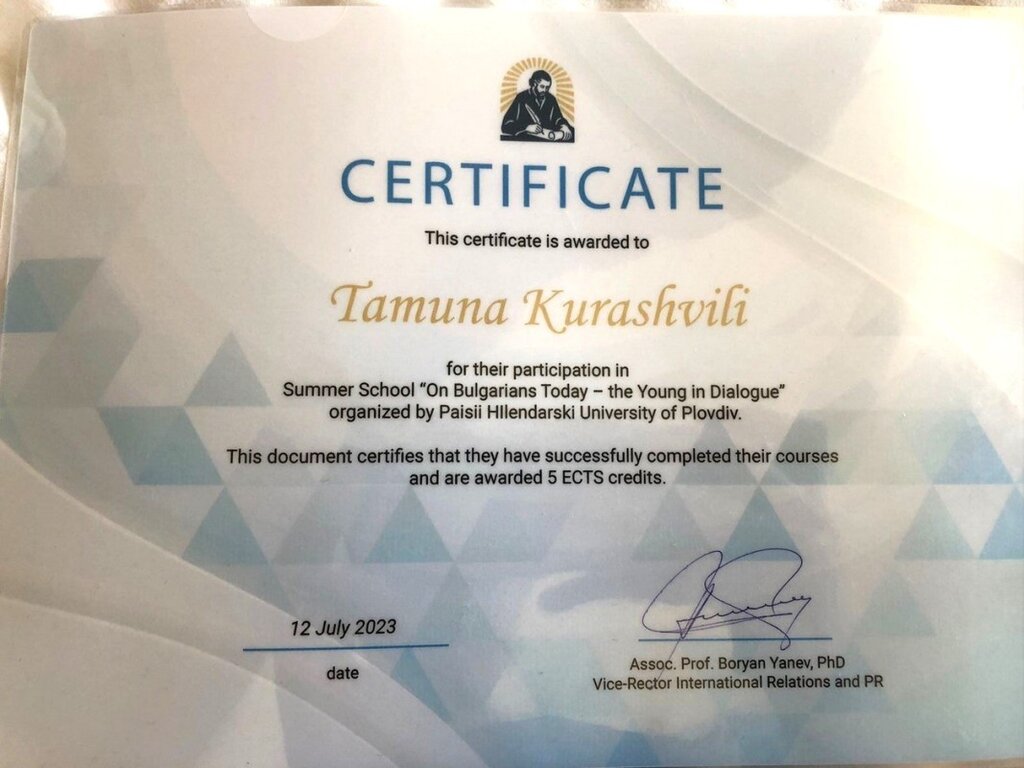 CERTIFICATE
This certificate is awarded to
Tamuna Kurashvili
for their participation in
Summer School “On Bulgarians Today – the Young in Dialogue”
organized by Paisii HIlendarski University of Plovdiv.
This document certifies that they have successfully completed their courses
and are awarded 5 ECTS credits.
12 July 2023
date
Assoc. Prof. Boryan Yanev, PhD
Vice-Rector International Relations and PR